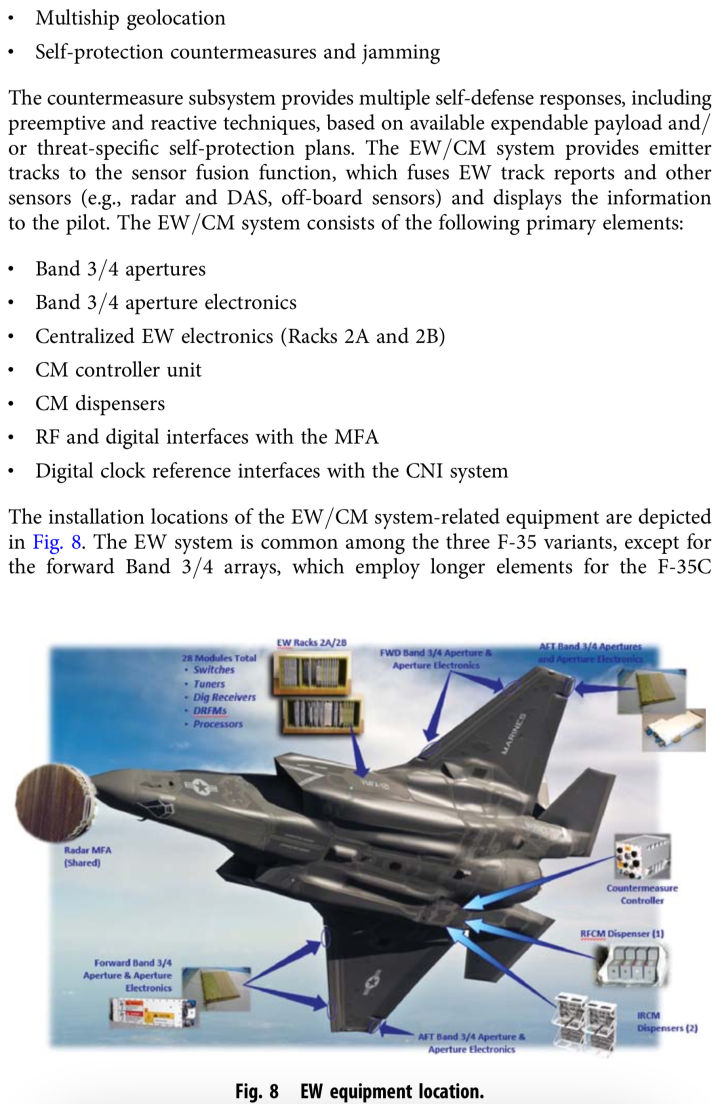 • Multiship geolocation
• Self-protection countermeasures and jamming
The countermeasure subsystem provides multiple self-defense responses, including
preemptive and reactive techniques, based on available expendable payload and/
or threat-specific self-protection plans. The EW/CM system provides emitter
tracks to the sensor fusion function, which fuses EW track reports and other
sensors (e.g., radar and DAS, off-board sensors) and displays the information
to the pilot. The EW/CM system consists of the following primary elements:
• Band 3/4 apertures
• Band 3/4 aperture electronics
• Centralized EW electronics (Racks 2A and 2B)
• CM controller unit
• CM dispensers
• RF and digital interfaces with the MFA
• Digital clock reference interfaces with the CNI system
The installation locations of the EW/CM system-related equipment are depicted
in Fig. 8. The EW system is common among the three F-35 variants, except for
the forward Band 3/4 arrays, which employ longer elements for the F-35C
EW Racks 2A/2B
28 Modules Total
• Switches
• Tuners
• Dig Receivers
• DRFMs
• Processors
FWD Band 3/4 Aperture &
Aperture Electronics
AFT Band 3/4 Apertures
and Aperture Electronics
MARINES
Radar MFA
(Shared)
Countermeasure
Controller
RFCM Dispenser (1)
Forward Band 3/4
Aperture & Aperture
Electronics
IRCM
Dispensers (2)
AFT Band 3/4 Aperture &
Aperture Electronics
Fig. 8 EW equipment location.